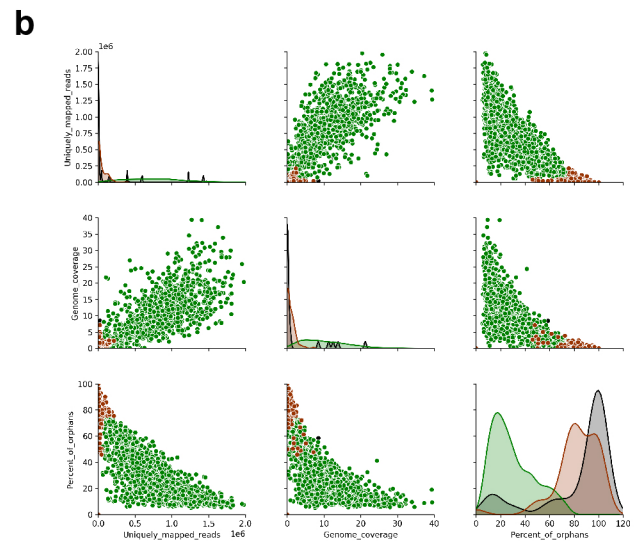 b
1e6
2.00
1.75
1.50
1.25
1.00
0.75
0.50
0.25
0.00
Uniquely_mapped_reads
40
35
30
25
20
15
10
5
0
Genome_coverage
100
80
60
40
20
0
Percent_of_orphans
0.0 0.5 1.0 1.5 2.0
Uniquely_mapped_reads 1e6
0 10 20 30 40
Genome_coverage
0 20 40 60 80 100 120
Percent_of_orphans